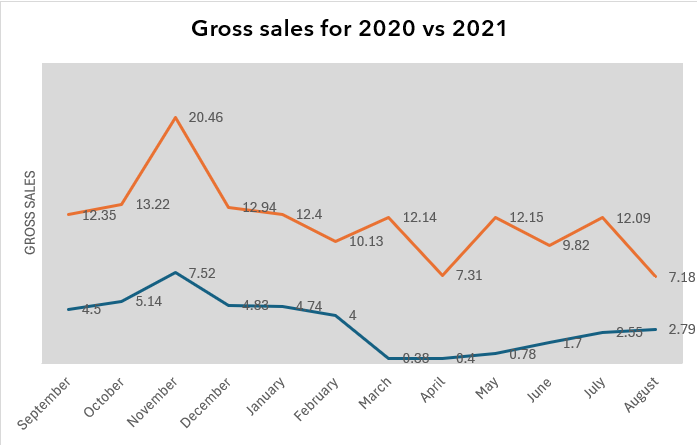 Gross sales for 2020 vs 2021
GROSS SALES
20.46
12.35
13.22
12.94
12.4
10.13
12.14
7.31
12.15
9.82
12.09
7.18
4.5
5.14
7.52
4.83
4.74
4
0.38
0.4
0.78
1.7
2.55
2.79
September
October
November
December
January
February
March
April
May
June
July
August